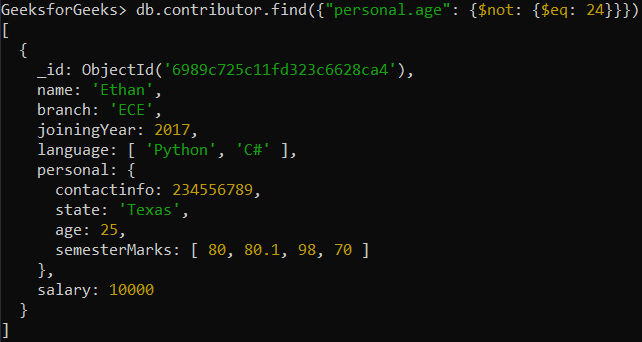 GeeksforGeeks> db.contributor.find({"personal.age": {$not: {$eq: 24}}})
[
  {
    _id: ObjectId('6989c725c11fd323c6628ca4'),
    name: 'Ethan',
    branch: 'ECE',
    joiningYear: 2017,
    language: [ 'Python', 'C#' ],
    personal: {
      contactinfo: 234556789,
      state: 'Texas',
      age: 25,
      semesterMarks: [ 80, 80.1, 98, 70 ]
    },
    salary: 10000
  }
]